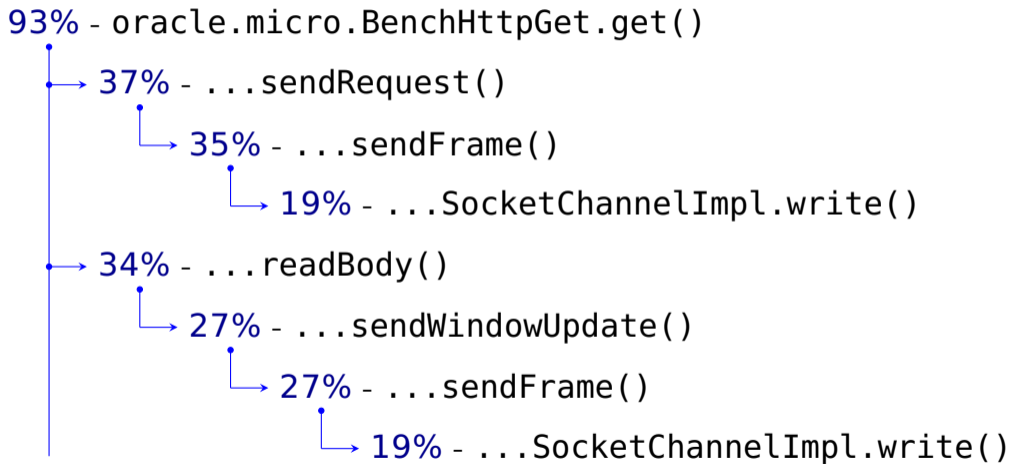 93% - oracle.micro.BenchHttpGet.get()
37% - ...sendRequest()
35% - ...sendFrame()
19% - ...SocketChannelImpl.write()
34% - ...readBody()
27% - ...sendWindowUpdate()
27% - ...sendFrame()
19% - ...SocketChannelImpl.write()